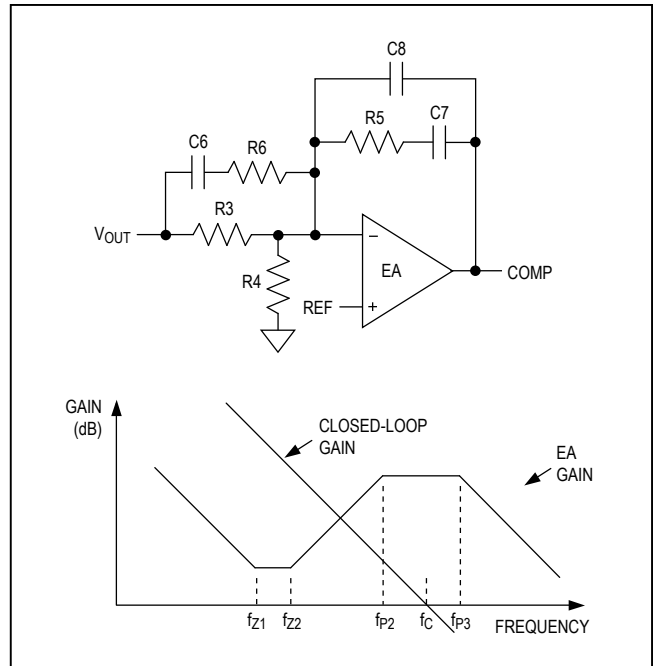 C8
R5
C7
C6
R6
R3
VOUT
R4
EA
COMP
REF
GAIN
(dB)
CLOSED-LOOP
GAIN
EA
GAIN
fZ1
fZ2
fP2
fC
fP3
FREQUENCY
−
+